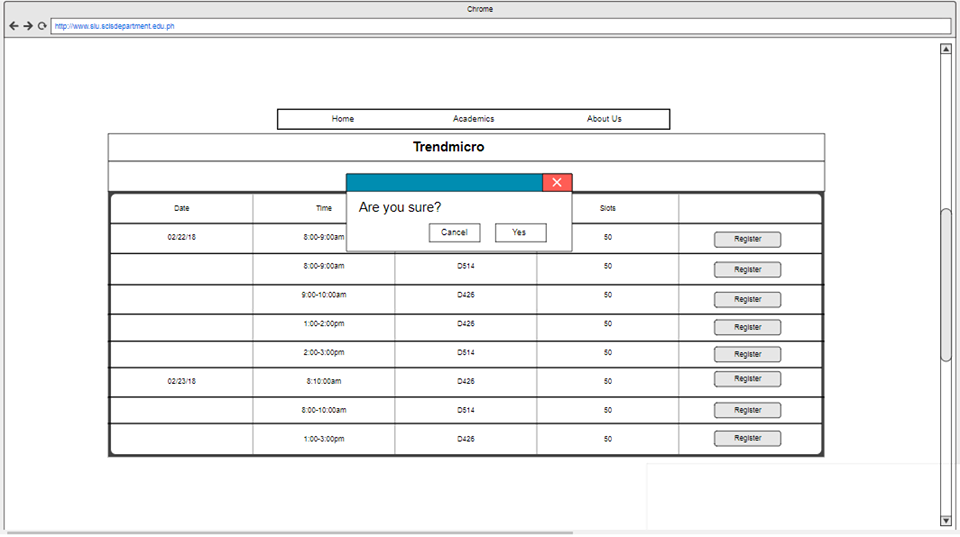 Chrome
http://www.slu.scisdepartment.edu.ph
Home Academics About Us
Trendmicro
Are you sure?
Cancel Yes
Date Time Slots
02/22/18 8:00-9:00am 50 Register
8:00-9:00am D514 50 Register
9:00-10:00am D426 50 Register
1:00-2:00pm D426 50 Register
2:00-3:00pm D514 50 Register
02/23/18 8:10:00am D426 50 Register
8:00-10:00am D514 50 Register
1:00-3:00pm D426 50 Register